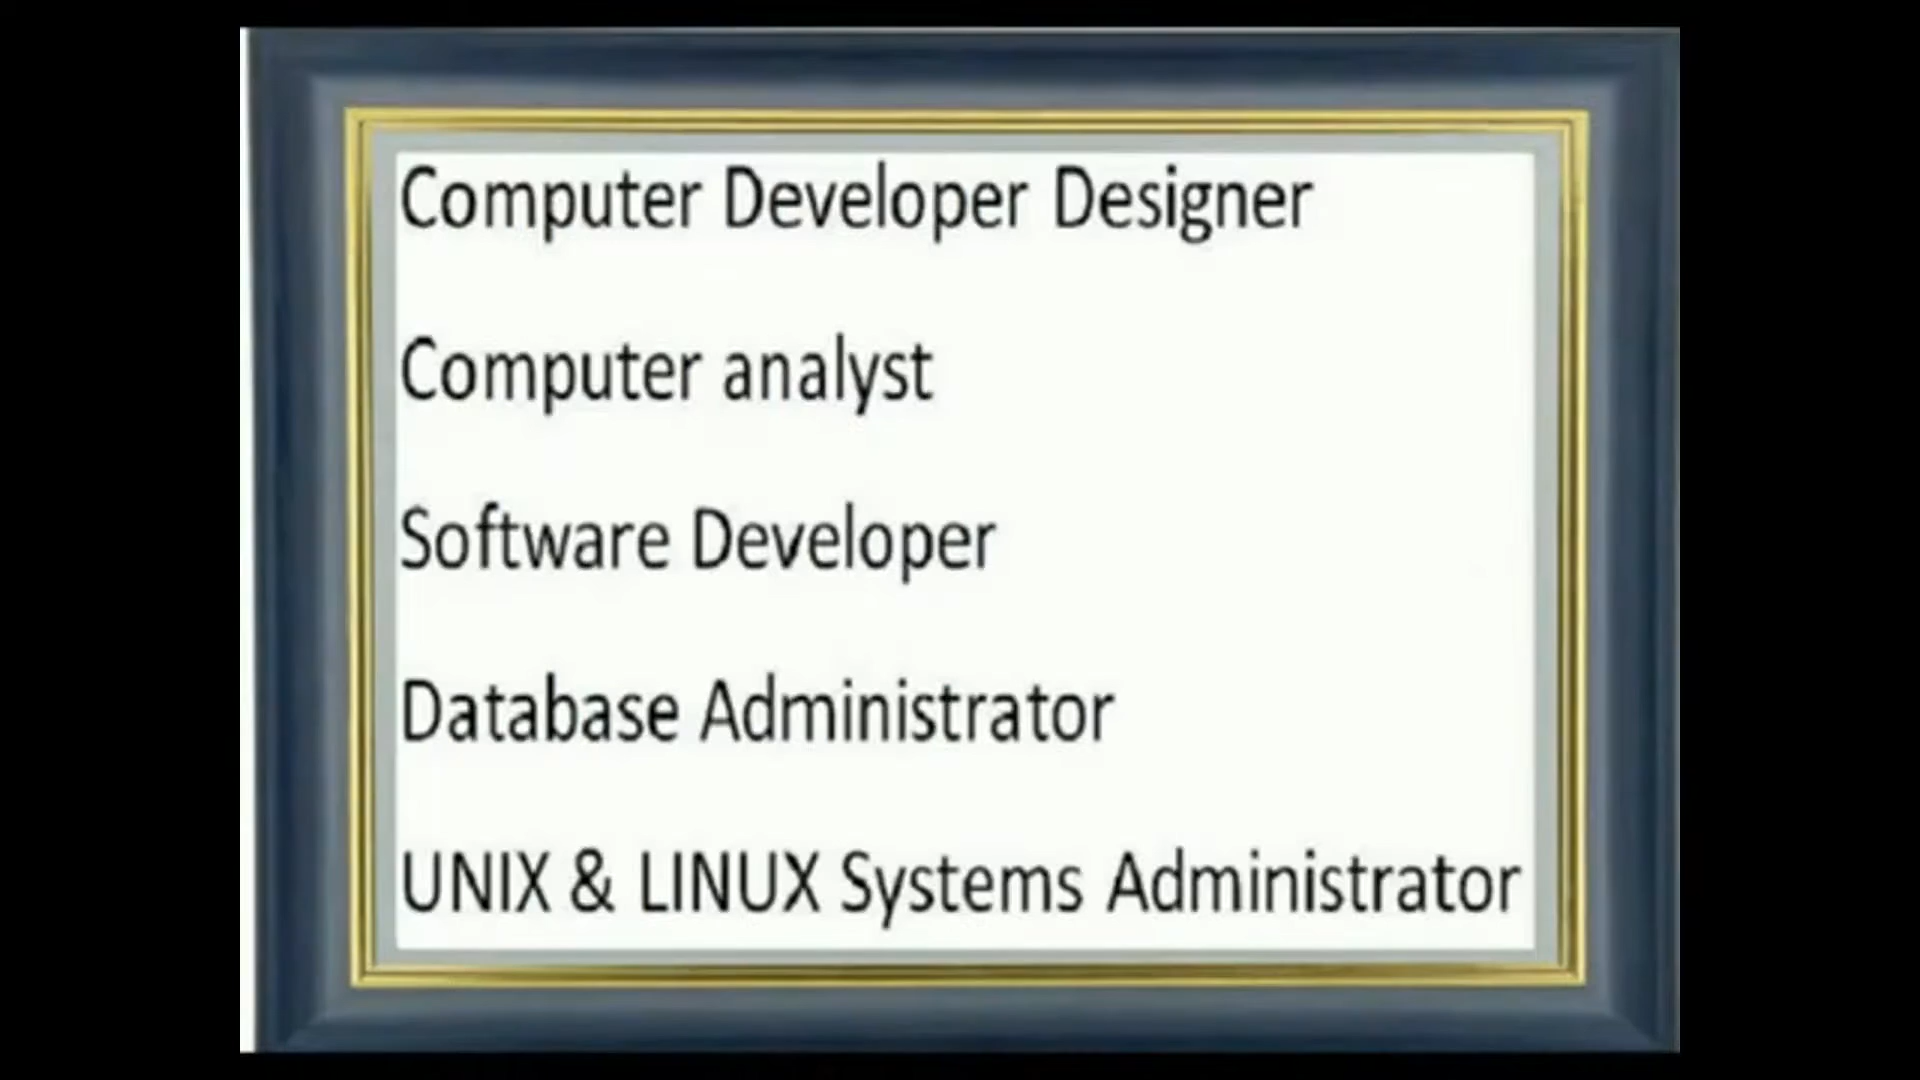 Computer Developer Designer
Computer analyst
Software Developer
Database Administrator
UNIX & LINUX Systems Administrator